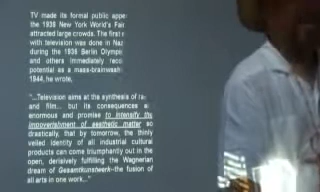 TV made its formal public appe
the 1939 New York World's Fair
attracted large crowds. The first r
with television was done in Naz
during the 1936 Berlin Olympi
and others immediately reco
potential as a mass-brainwash
1944, he wrote,
"...Television aims at the synthesis of ra-
and film... but its consequences a
enormous and promise to intensify the
impoverishment of aesthetic matter so
drastically, that by tomorrow, the thinly
veiled identity of all industrial cultural
products can come triumphantly out in the
open, derisively fulfilling the Wagnerian
dream of Gesamtkunstwerk–the fusion of
all arts in one work..."